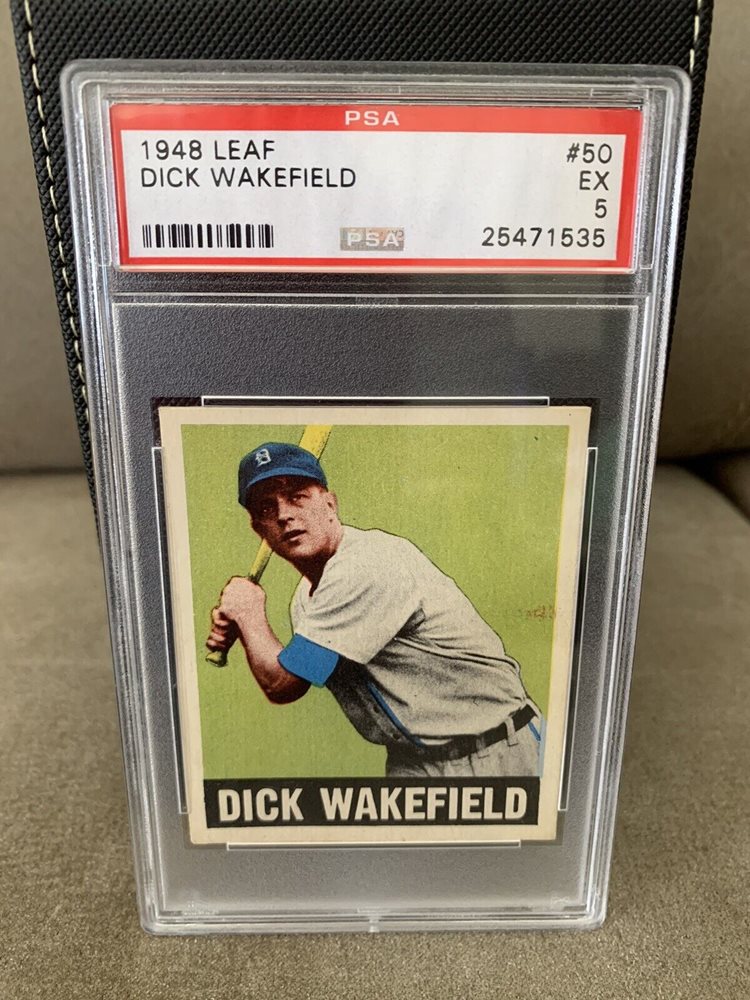 PSA
1948 LEAF #50
DICK WAKEFIELD EX
5
PSA 25471535
D
DICK WAKEFIELD